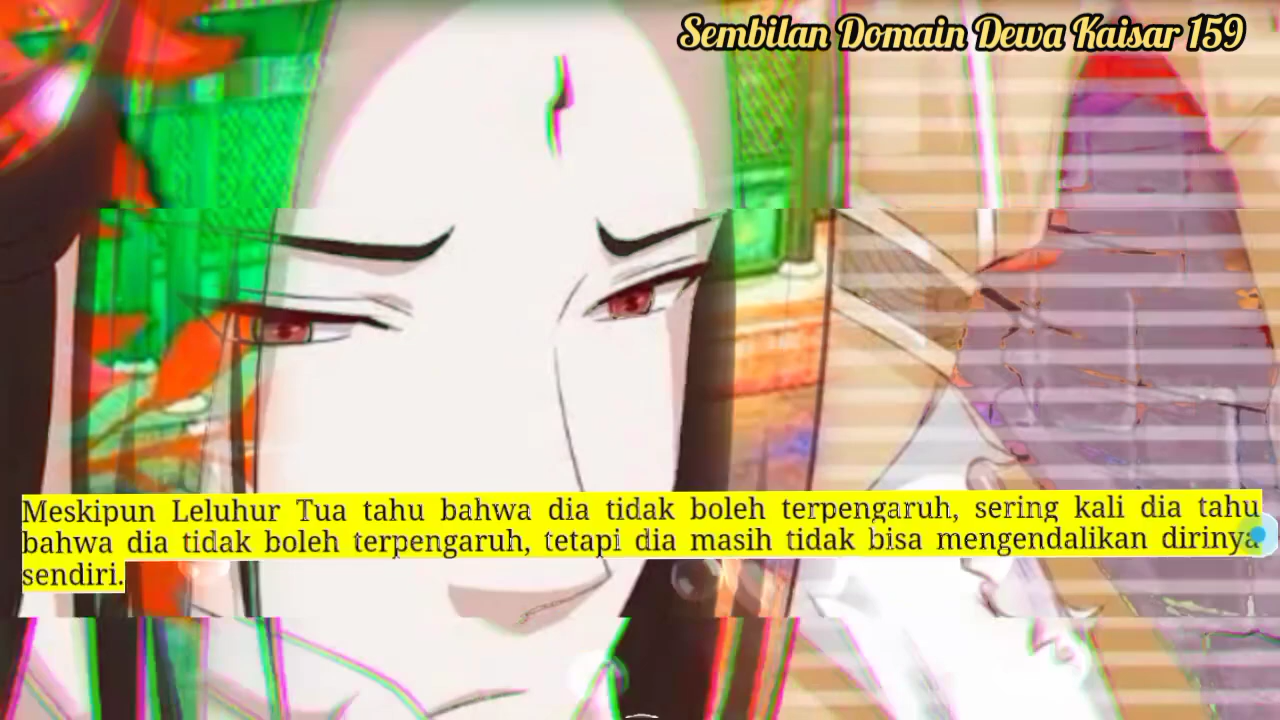 Sembilan Domain Dewa Kaisar 159
Meskipun Leluhur Tua tahu bahwa dia tidak boleh terpengaruh, sering kali dia tahu
bahwa dia tidak boleh terpengaruh, tetapi dia masih tidak bisa mengendalikan dirinya
sendiri.